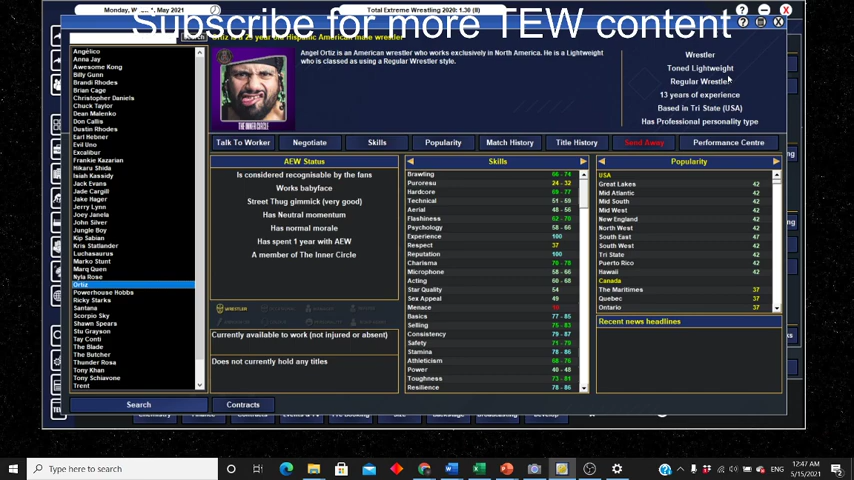 Monday, W
May 2021
Total Extreme Wrestling 2020: 1.30 (B)
Subscribe for more TEW content
Search
Angélico
Anna Jay
Awesome Kong
Billy Gunn
Brandi Rhodes
Brian Cage
Christopher Daniels
Chuck Taylor
Dean Malenko
Don Callis
Dustin Rhodes
Earl Hebner
Evil Uno
Excalibur
Frankie Kazarian
Hikaru Shida
Isiah Kassidy
Jack Evans
Jade Cargill
Jake Hager
Jerry Lynn
Joey Janela
John Silver
Jungle Boy
Kip Sabian
Kris Statlander
Luchasaurus
Marko Stunt
Marq Quen
Nyla Rose
Ortiz
Powerhouse Hobbs
Ricky Starks
Santana
Scorpio Sky
Shawn Spears
Stu Grayson
Tay Conti
The Blade
The Butcher
Thunder Rosa
Tony Khan
Tony Schiavone
Trent
Search
Contracts
Ortiz is a 29 year old Hispanic American male wrestler
THE INNER CIRCLE
Angel Ortiz is an American wrestler who works exclusively in North America. He is a Lightweight
who is classed as using a Regular Wrestler style.
Wrestler
Toned Lightweight
Regular Wrestler
13 years of experience
Based in Tri State (USA)
Has Professional personality type
Talk To Worker
Negotiate
Skills
Popularity
Match History
Title History
Send Away
Performance Centre
AEW Status
Is considered recognisable by the fans
Works babyface
Street Thug gimmick (very good)
Has Neutral momentum
Has normal morale
Has spent 1 year with AEW
A member of The Inner Circle
WRESTLER
Currently available to work (not injured or absent)
Does not currently hold any titles
Skills
Brawling 66 - 74
Puroresu 24 - 32
Hardcore 69 - 77
Technical 51 - 59
Aerial 48 - 56
Flashiness 62 - 70
Psychology 58 - 66
Experience 100
Respect 37
Reputation 100
Charisma 70 - 78
Microphone 58 - 66
Acting 60 - 68
Star Quality 54
Sex Appeal 49
Menace
Basics 77 - 85
Selling 75 - 83
Consistency 79 - 87
Safety 71 - 79
Stamina 78 - 86
Athleticism 68 - 76
Power 40 - 48
Toughness 73 - 81
Resilience 78 - 86
Popularity
USA
Great Lakes 42
Mid Atlantic 42
Mid South 42
Mid West 42
New England 42
North West 42
South East 47
South West 42
Tri State 42
Puerto Rico 42
Hawaii 42
Canada
The Maritimes 37
Quebec 37
Ontario 37
Recent news headlines
Type here to search
12:47 AM
5/15/2021